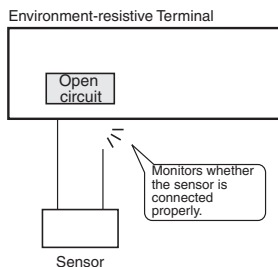 Environment-resistive Terminal
Open
circuit
Monitors whether
the sensor is
connected
properly.
Sensor